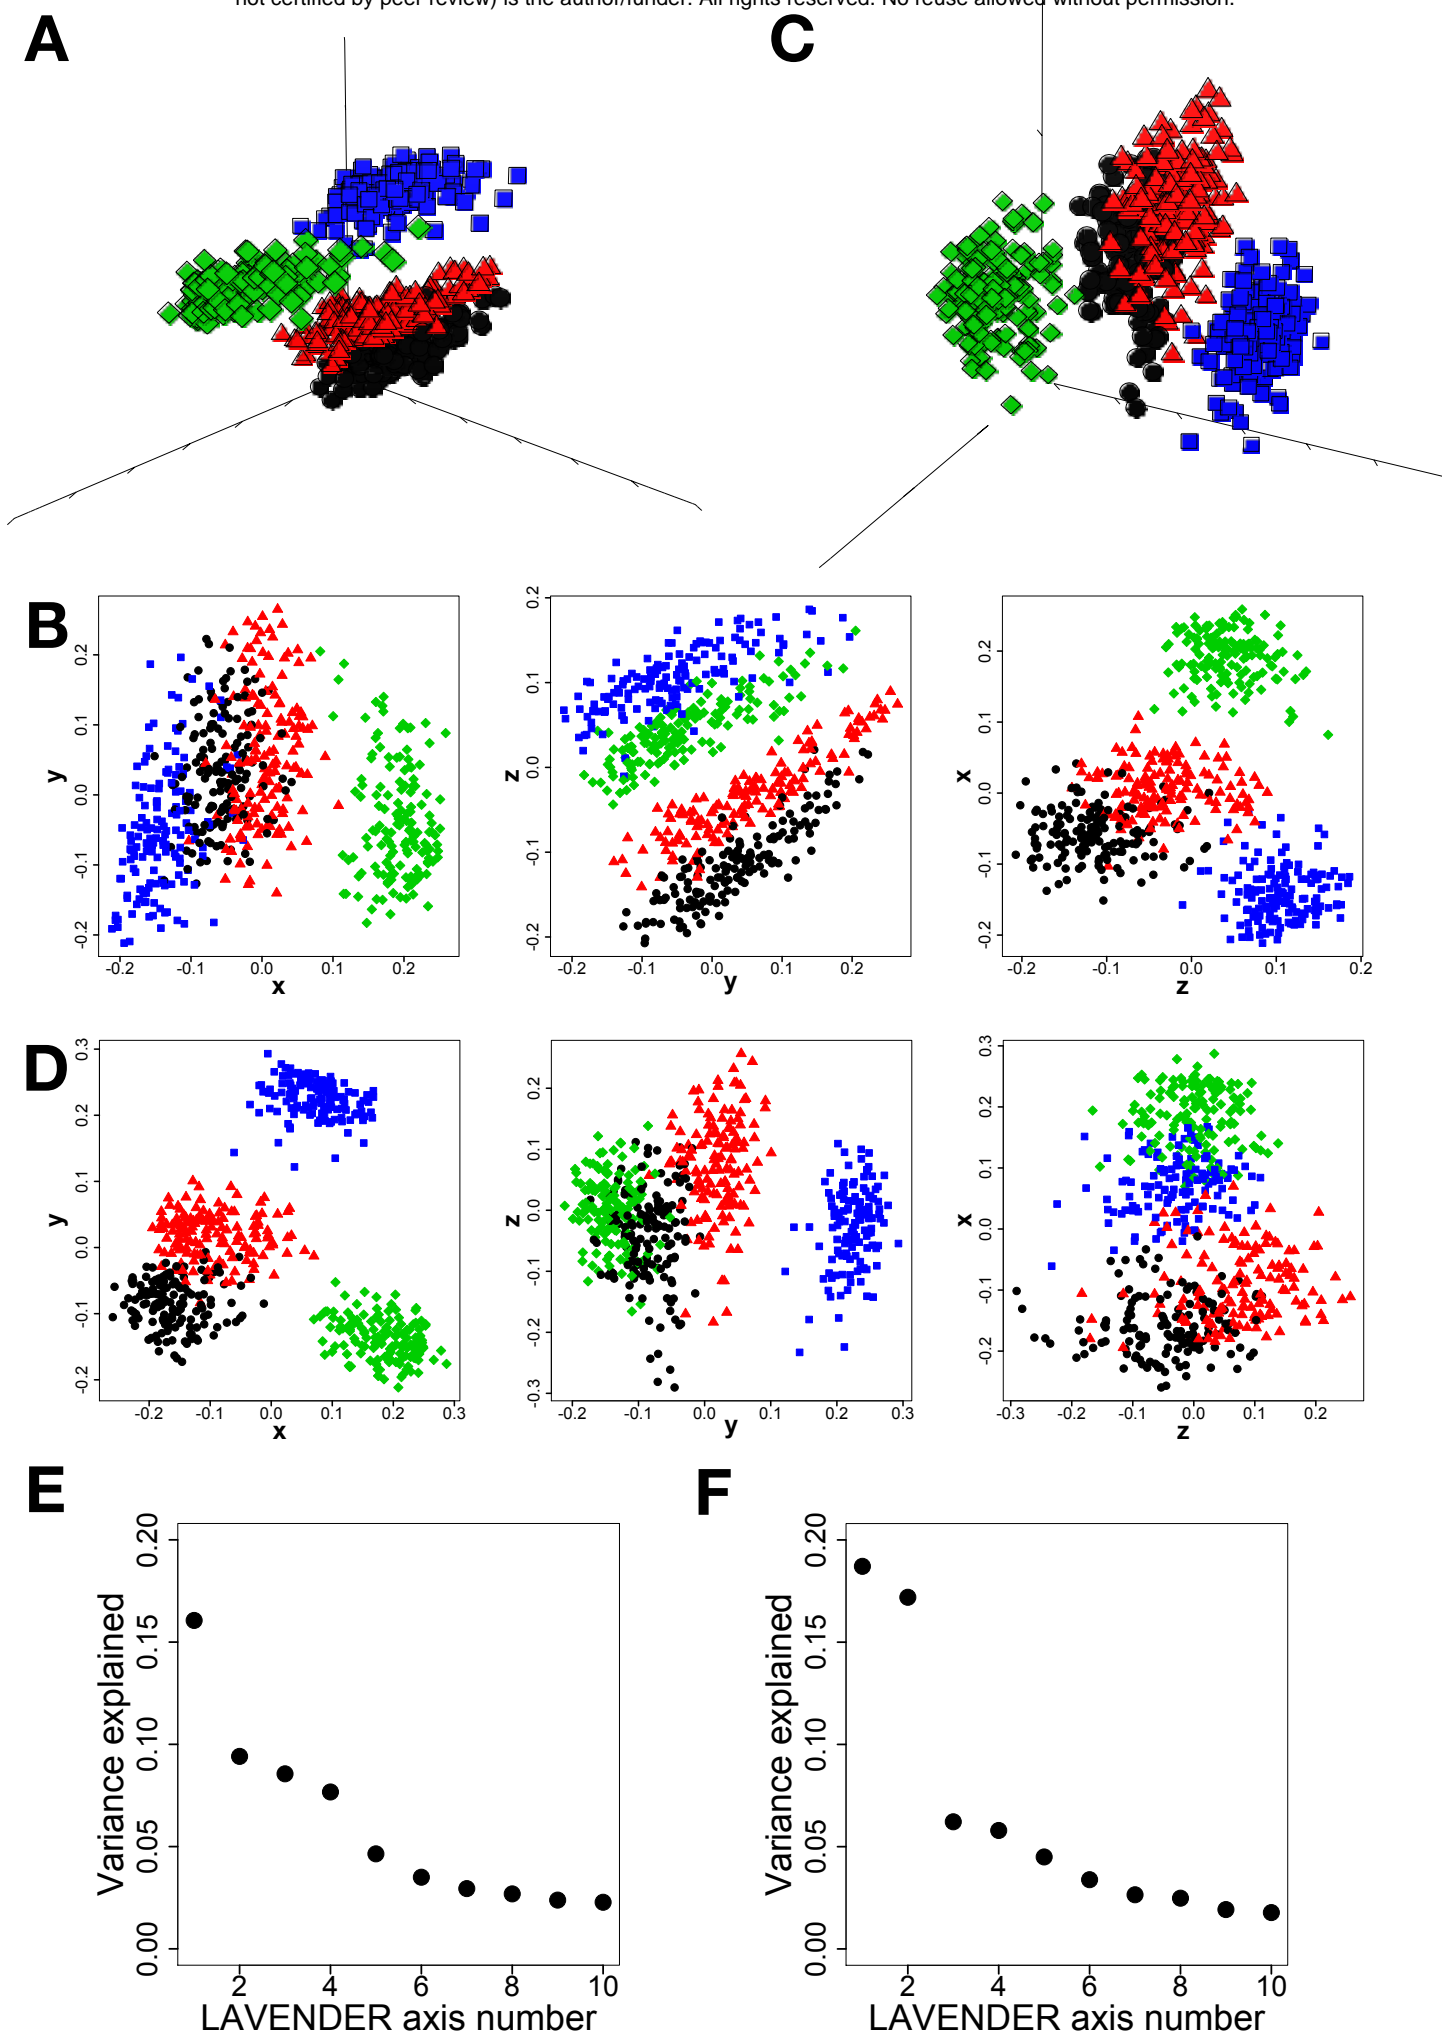 not certified by peer review) is the author/funder. All rights reserved. No reuse allowed without permission.
A
C
B
0.2
0.1
0.0
-0.1
-0.2
y
-0.2 -0.1 0.0 0.1 0.2
x
0.2
0.1
0.0
-0.1
-0.2
z
-0.2 -0.1 0.0 0.1 0.2
y
0.2
0.1
0.0
-0.1
-0.2
x
-0.2 -0.1 0.0 0.1 0.2
z
D
0.3
0.2
0.1
0.0
-0.1
-0.2
y
-0.2 -0.1 0.0 0.1 0.2 0.3
x
0.2
0.1
0.0
-0.1
-0.2
-0.3
z
-0.2 -0.1 0.0 0.1 0.2 0.3
y
0.3
0.2
0.1
0.0
-0.1
-0.2
x
-0.3 -0.2 -0.1 0.0 0.1 0.2
z
E
0.20
0.15
0.10
0.05
0.00
Variance explained
2 4 6 8 10
LAVENDER axis number
F
0.20
0.15
0.10
0.05
0.00
Variance explained
2 4 6 8 10
LAVENDER axis number